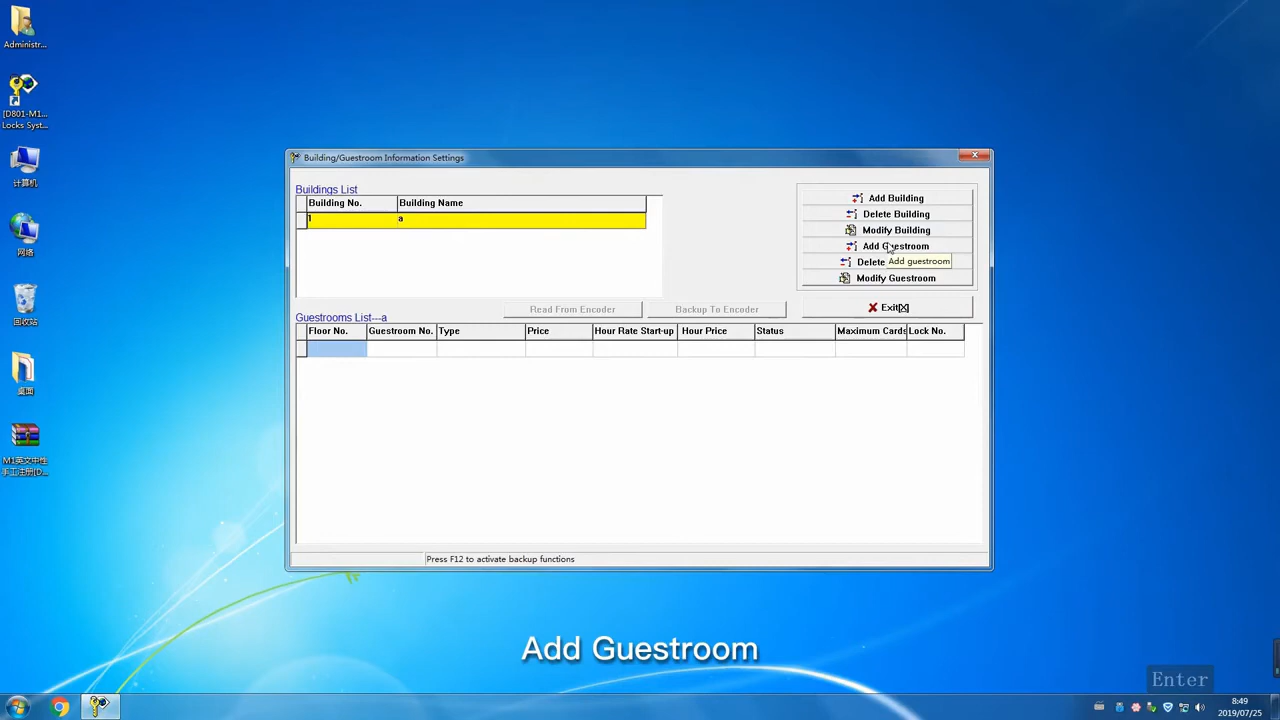 Administr...
[D801-M1...
Locks Syst...
计算机
网络
回收站
桌面
M1英文中性
手工注册[D...
Building/Guestroom Information Settings
Buildings List
Building No. Building Name
1 a
Add Building
Delete Building
Modify Building
Add Guestroom
Delete
Add guestroom
Modify Guestroom
Read From Encoder Backup To Encoder Exit[X]
Guestrooms List---a
Floor No. Guestroom No. Type Price Hour Rate Start-up Hour Price Status Maximum Cards Lock No.
Press F12 to activate backup functions
Add Guestroom
Enter
8:49
2019/07/25